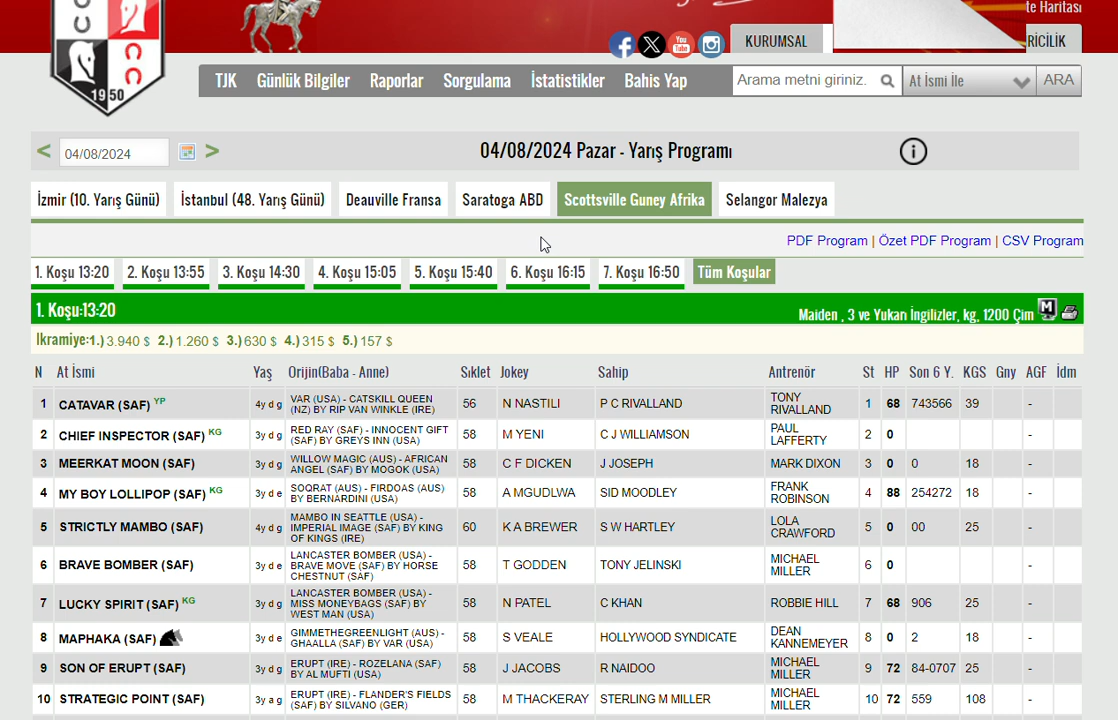 te Haritası
CC
CC
1950
KURUMSAL
RİCİLİK
TJK Günlük Bilgiler Raporlar Sorgulama İstatistikler Bahis Yap Arama metni giriniz. At İsmi İle ARA
< 04/08/2024 > 04/08/2024 Pazar - Yarış Programı
İzmir (10. Yarış Günü) İstanbul (48. Yarış Günü) Deauville Fransa Saratoga ABD Scottsville Guney Afrika Selangor Malezya
PDF Program | Özet PDF Program | CSV Program
1. Koşu 13:20 2. Koşu 13:55 3. Koşu 14:30 4. Koşu 15:05 5. Koşu 15:40 6. Koşu 16:15 7. Koşu 16:50 Tüm Koşular
1. Koşu:13:20 Maiden , 3 ve Yukarı İngilizler, kg, 1200 Çim M
Ikramiye:1.) 3.940 $ 2.) 1.260 $ 3.) 630 $ 4.) 315 $ 5.) 157 $
N At İsmi Yaş Orijin(Baba - Anne) Sıklet Jokey Sahip Antrenör St HP Son 6 Y. KGS Gny AGF İdm
1 CATAVAR (SAF) YP 4y d g VAR (USA) - CATSKILL QUEEN (NZ) BY RIP VAN WINKLE (IRE) 56 N NASTILI P C RIVALLAND TONY RIVALLAND 1 68 743566 39 -
2 CHIEF INSPECTOR (SAF) KG 3y d g RED RAY (SAF) - INNOCENT GIFT (SAF) BY GREYS INN (USA) 58 M YENI C J WILLIAMSON PAUL LAFFERTY 2 0 -
3 MEERKAT MOON (SAF) 3y d g WILLOW MAGIC (AUS) - AFRICAN ANGEL (SAF) BY MOGOK (USA) 58 C F DICKEN J JOSEPH MARK DIXON 3 0 0 18 -
4 MY BOY LOLLIPOP (SAF) KG 3y d e SOQRAT (AUS) - FIRDOAS (AUS) BY BERNARDINI (USA) 58 A MGUDLWA SID MOODLEY FRANK ROBINSON 4 88 254272 18 -
5 STRICTLY MAMBO (SAF) 4y d g MAMBO IN SEATTLE (USA) - IMPERIAL IMAGE (SAF) BY KING OF KINGS (IRE) 60 K A BREWER S W HARTLEY LOLA CRAWFORD 5 0 00 25 -
6 BRAVE BOMBER (SAF) 3y d e LANCASTER BOMBER (USA) - BRAVE MOVE (SAF) BY HORSE CHESTNUT (SAF) 58 T GODDEN TONY JELINSKI MICHAEL MILLER 6 0 -
7 LUCKY SPIRIT (SAF) KG 3y d g LANCASTER BOMBER (USA) - MISS MONEYBAGS (SAF) BY WEST MAN (USA) 58 N PATEL C KHAN ROBBIE HILL 7 68 906 25 -
8 MAPHAKA (SAF) 3y d e GIMMETHEGREENLIGHT (AUS) - GHAALLA (SAF) BY VAR (USA) 58 S VEALE HOLLYWOOD SYNDICATE DEAN KANNEMEYER 8 0 2 18 -
9 SON OF ERUPT (SAF) 3y d g ERUPT (IRE) - ROZELANA (SAF) BY AL MUFTI (USA) 58 J JACOBS R NAIDOO MICHAEL MILLER 9 72 84-0707 25 -
10 STRATEGIC POINT (SAF) 3y a g ERUPT (IRE) - FLANDER'S FIELDS (SAF) BY SILVANO (GER) 58 M THACKERAY STERLING M MILLER MICHAEL MILLER 10 72 559 108 -